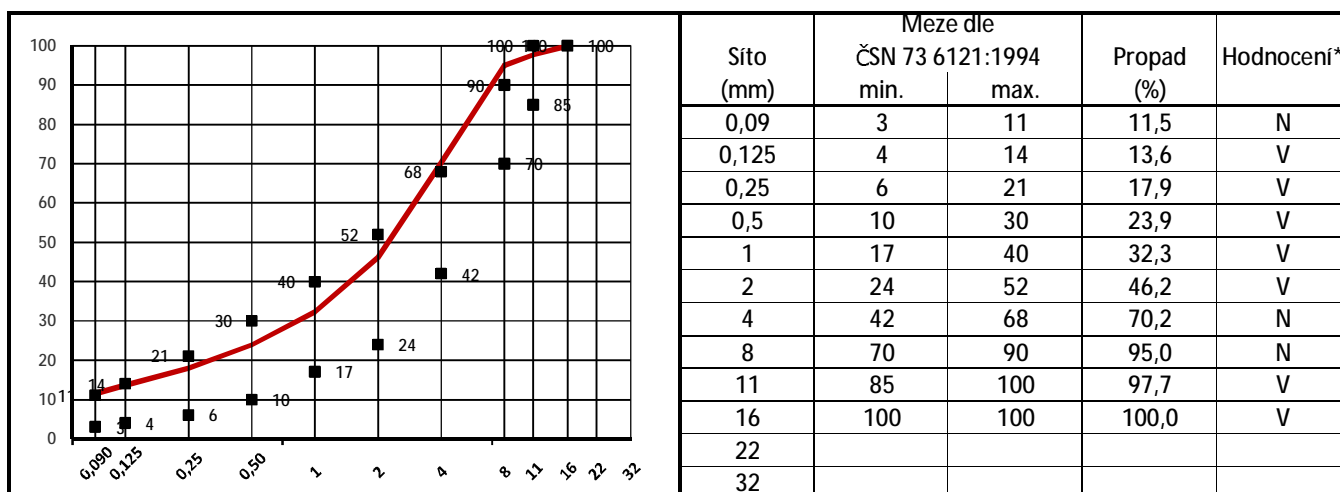 100
90
80
70
60
50
40
30
20
10
0
100 100 100
90
85
68
70
52
40
42
30
24
21
17
14
11
10
6
4
3
0,090 0,125 0,25 0,50 1 2 4 8 11 16 22 32
Síto (mm) Meze dle ČSN 73 6121:1994 min. max. Propad (%) Hodnocení*
0,09 3 11 11,5 N
0,125 4 14 13,6 V
0,25 6 21 17,9 V
0,5 10 30 23,9 V
1 17 40 32,3 V
2 24 52 46,2 V
4 42 68 70,2 N
8 70 90 95,0 N
11 85 100 97,7 V
16 100 100 100,0 V
22
32